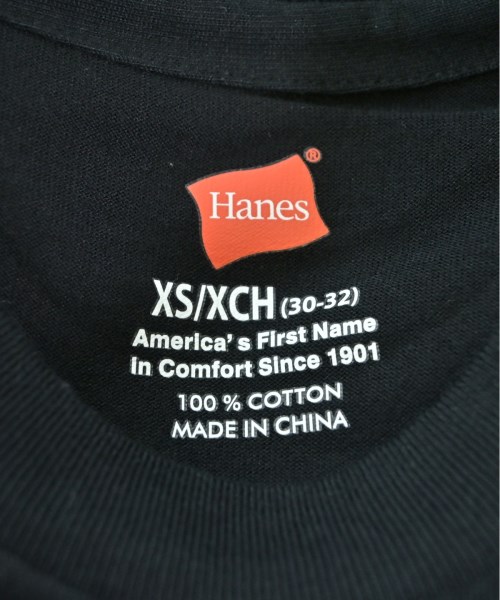 Hanes®
XS/XCH (30-32)
America's First Name
in Comfort Since 1901
100 % COTTON
MADE IN CHINA